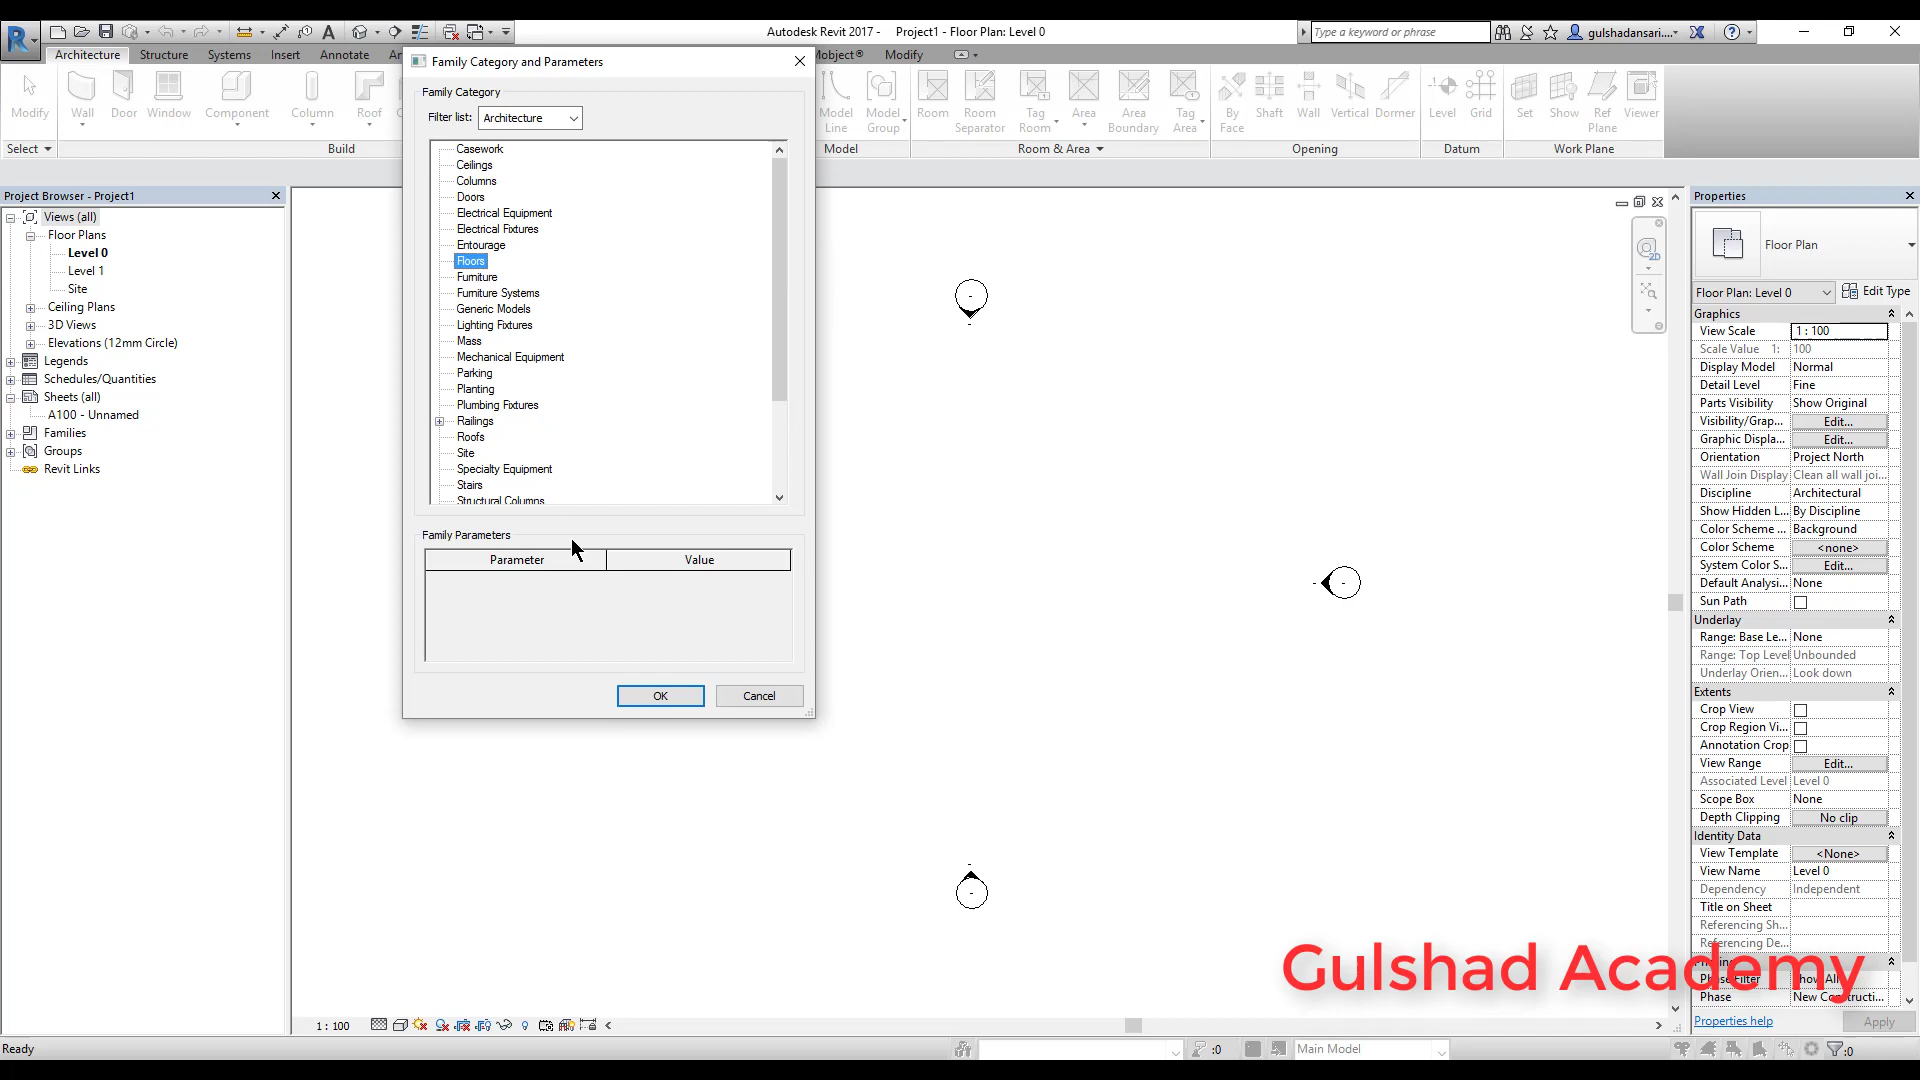 Autodesk Revit 2017 - Project1 - Floor Plan: Level 0
Type a keyword or phrase
gulshadansari....
Architecture Structure Systems Insert Annotate Modify
Family Category and Parameters
Modify Wall Door Window Component Column Roof
Model Line Model Group Room Room Separator Tag Room Area Area Boundary Tag Area By Face Shaft Wall Vertical Dormer Level Grid Set Show Ref Plane Viewer
Select Build Model Room & Area Opening Datum Work Plane
Family Category
Filter list: Architecture
Casework
Ceilings
Columns
Doors
Electrical Equipment
Electrical Fixtures
Entourage
Floors
Furniture
Furniture Systems
Generic Models
Lighting Fixtures
Mass
Mechanical Equipment
Parking
Planting
Plumbing Fixtures
Railings
Roofs
Site
Specialty Equipment
Stairs
Structural Columns
Family Parameters
Parameter Value
OK Cancel
Project Browser - Project1
Views (all)
Floor Plans
Level 0
Level 1
Site
Ceiling Plans
3D Views
Elevations (12mm Circle)
Legends
Schedules/Quantities
Sheets (all)
A100 - Unnamed
Families
Groups
Revit Links
2D
Properties
Floor Plan
Floor Plan: Level 0 Edit Type
Graphics
View Scale 1 : 100
Scale Value 1: 100
Display Model Normal
Detail Level Fine
Parts Visibility Show Original
Visibility/Grap... Edit...
Graphic Displa... Edit...
Orientation Project North
Wall Join Display Clean all wall joi...
Discipline Architectural
Show Hidden L... By Discipline
Color Scheme ... Background
Color Scheme <none>
System Color S... Edit...
Default Analysi... None
Sun Path
Underlay
Range: Base Le... None
Range: Top Level Unbounded
Underlay Orien... Look down
Extents
Crop View
Crop Region Vi...
Annotation Crop
View Range Edit...
Associated Level Level 0
Scope Box None
Depth Clipping No clip
Identity Data
View Template <None>
View Name Level 0
Dependency Independent
Title on Sheet
Referencing Sh...
Referencing De...
Phase Filter Show All
Phase New Constructi...
Properties help Apply
Gulshad Academy
1 : 100
Ready
:0
Main Model
:0